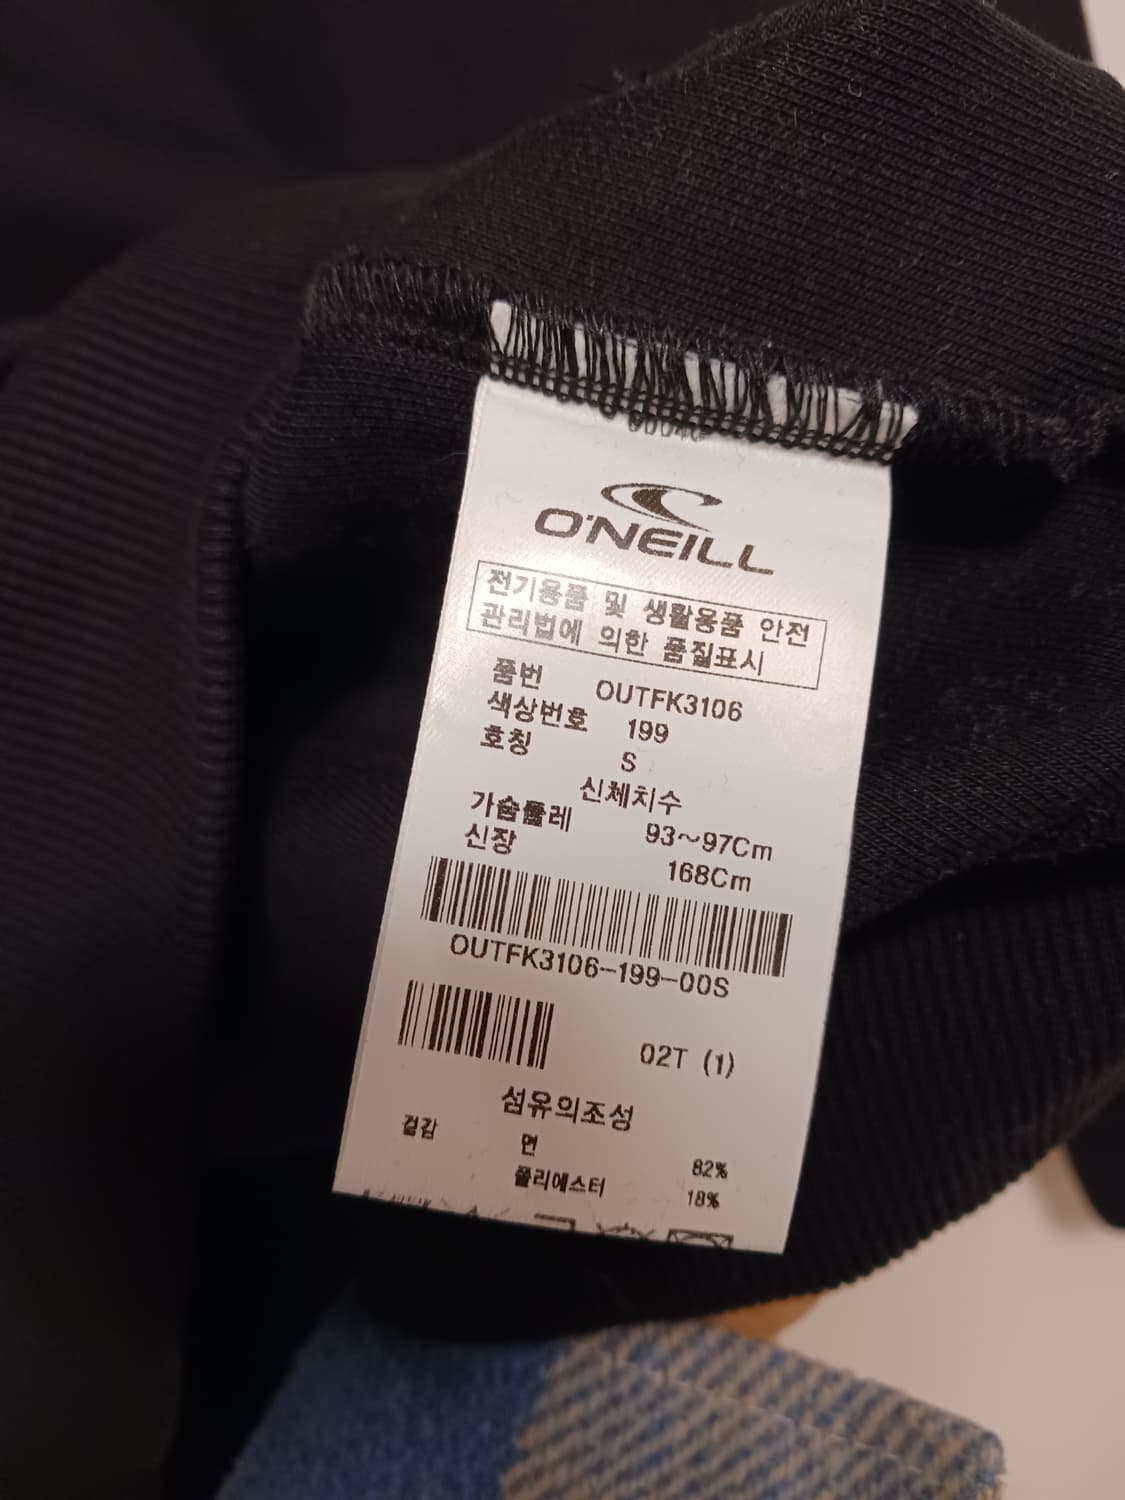 O'NEILL
전기용품 및 생활용품 안전
관리법에 의한 품질표시
품번 OUTFK3106
색상번호 199
호칭 S
신체치수
가슴둘레 93~97Cm
신장 168Cm
OUTFK3106-199-00S
02T (1)
섬유의조성
겉감 면 82%
폴리에스터 18%